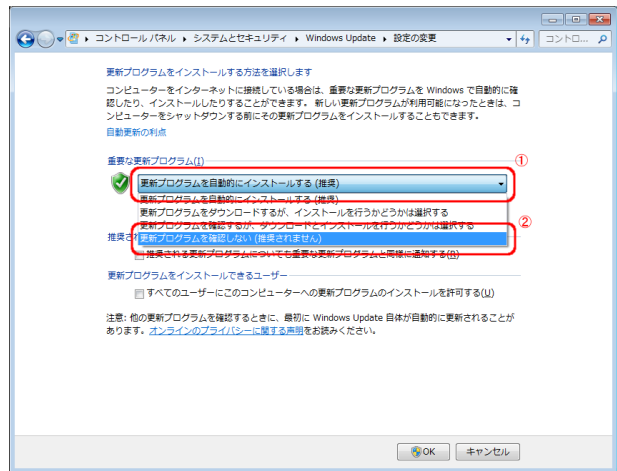 コントロール パネル ▸ システムとセキュリティ ▸ Windows Update ▸ 設定の変更
コントロ...
更新プログラムをインストールする方法を選択します
コンピューターをインターネットに接続している場合は、重要な更新プログラムを Windows で自動的に確
認したり、インストールしたりすることができます。 新しい更新プログラムが利用可能になったときは、コ
ンピューターをシャットダウンする前にその更新プログラムをインストールすることもできます。
自動更新の利点
重要な更新プログラム(I)
①
更新プログラムを自動的にインストールする (推奨)
更新プログラムを自動的にインストールする (推奨)
更新プログラムをダウンロードするが、インストールを行うかどうかは選択する
更新プログラムを確認するが、ダウンロードとインストールを行うかどうかは選択する
②
推奨さ
更新プログラムを確認しない (推奨されません)
推奨される更新プログラムについても重要な更新プログラムと同様に通知する(R)
更新プログラムをインストールできるユーザー
すべてのユーザーにこのコンピューターへの更新プログラムのインストールを許可する(U)
注意: 他の更新プログラムを確認するときに、最初に Windows Update 自体が自動的に更新されることが
あります。 オンラインのプライバシーに関する声明をお読みください。
OK
キャンセル